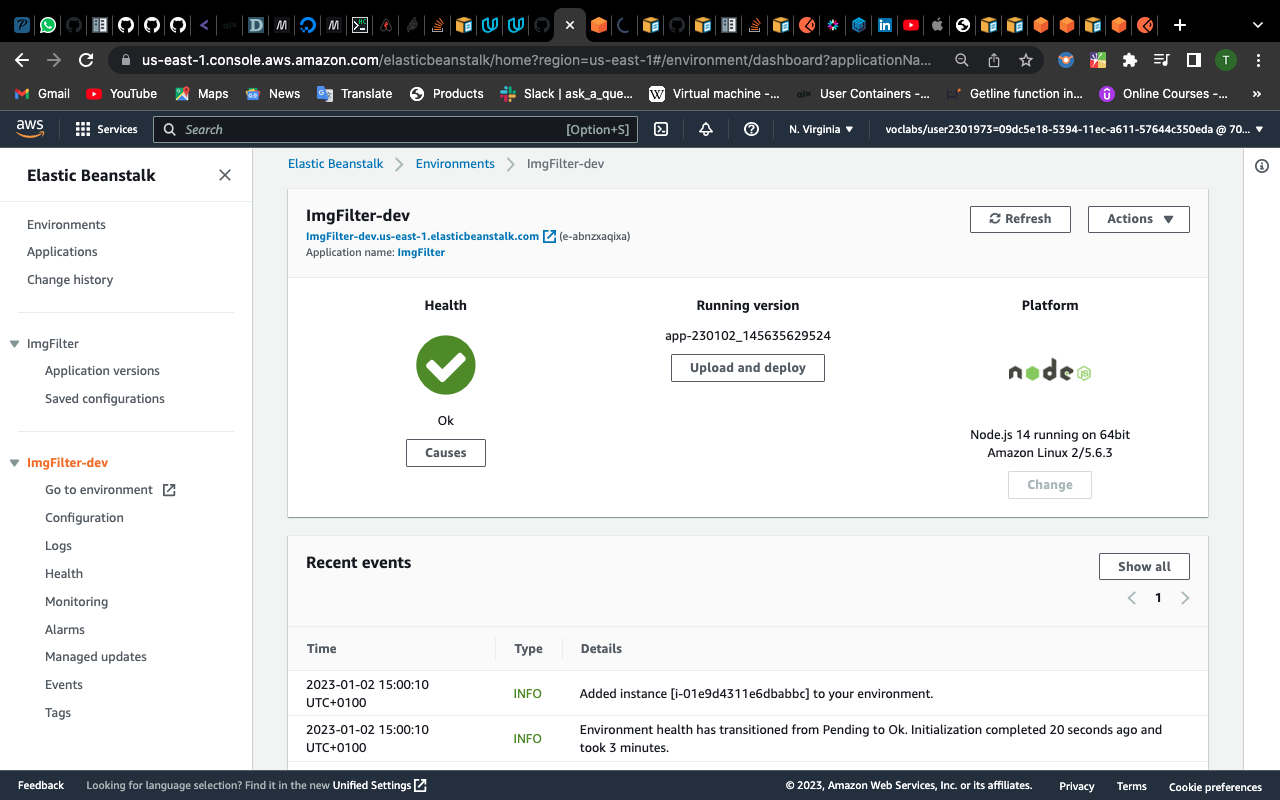 us-east-1.console.aws.amazon.com/elasticbeanstalk/home?region=us-east-1#/environment/dashboard?applicationNa...
T
Gmail
YouTube
Maps
News
Translate
Products
Slack | ask_a_que...
Virtual machine -...
User Containers -...
Getline function in...
Online Courses -...
»
aws
Services
Search
[Option+S]
N. Virginia
voclabs/user2301973=09dc5e18-5394-11ec-a611-57644c350eda @ 70...
Elastic Beanstalk
Environments
Applications
Change history
ImgFilter
Application versions
Saved configurations
ImgFilter-dev
Go to environment
Configuration
Logs
Health
Monitoring
Alarms
Managed updates
Events
Tags
Elastic Beanstalk
Environments
ImgFilter-dev
ImgFilter-dev
ImgFilter-dev.us-east-1.elasticbeanstalk.com (e-abnzxaqixa)
Application name: ImgFilter
Refresh
Actions
Health
Ok
Causes
Running version
app-230102_145635629524
Upload and deploy
Platform
node JS
Node.js 14 running on 64bit
Amazon Linux 2/5.6.3
Change
Recent events
Show all
1
Time
Type
Details
2023-01-02 15:00:10
UTC+0100
INFO
Added instance [i-01e9d4311e6dbabbc] to your environment.
2023-01-02 15:00:10
UTC+0100
INFO
Environment health has transitioned from Pending to Ok. Initialization completed 20 seconds ago and
took 3 minutes.
Feedback
Looking for language selection? Find it in the new Unified Settings
© 2023, Amazon Web Services, Inc. or its affiliates.
Privacy
Terms
Cookie preferences